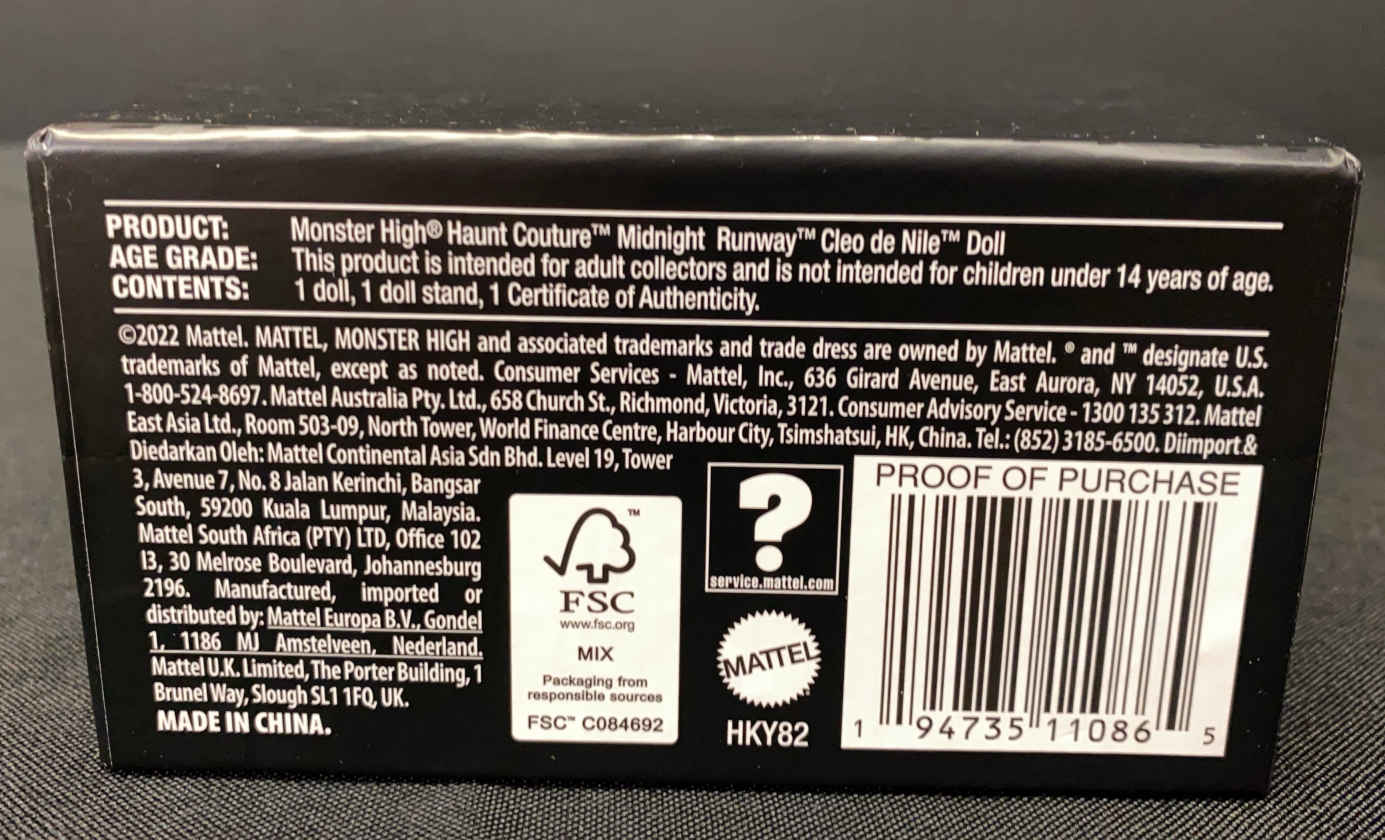 PRODUCT: Monster High® Haunt Couture™ Midnight Runway™ Cleo de Nile™ Doll
AGE GRADE: This product is intended for adult collectors and is not intended for children under 14 years of age.
CONTENTS: 1 doll, 1 doll stand, 1 Certificate of Authenticity.
©2022 Mattel. MATTEL, MONSTER HIGH and associated trademarks and trade dress are owned by Mattel. ® and ™ designate U.S.
trademarks of Mattel, except as noted. Consumer Services - Mattel, Inc., 636 Girard Avenue, East Aurora, NY 14052, U.S.A.
1-800-524-8697. Mattel Australia Pty. Ltd., 658 Church St., Richmond, Victoria, 3121. Consumer Advisory Service - 1300 135 312. Mattel
East Asia Ltd., Room 503-09, North Tower, World Finance Centre, Harbour City, Tsimshatsui, HK, China. Tel.: (852) 3185-6500. Diimport &
Diedarkan Oleh: Mattel Continental Asia Sdn Bhd. Level 19, Tower
3, Avenue 7, No. 8 Jalan Kerinchi, Bangsar
South, 59200 Kuala Lumpur, Malaysia.
Mattel South Africa (PTY) LTD, Office 102
I3, 30 Melrose Boulevard, Johannesburg
2196. Manufactured, imported or
distributed by: Mattel Europa B.V., Gondel
1, 1186 MJ Amstelveen, Nederland.
Mattel U.K. Limited, The Porter Building, 1
Brunel Way, Slough SL1 1FQ, UK.
MADE IN CHINA.
™
FSC
www.fsc.org
MIX
Packaging from
responsible sources
FSC™ C084692
?
service.mattel.com
MATTEL
HKY82
PROOF OF PURCHASE
1 94735 11086 5